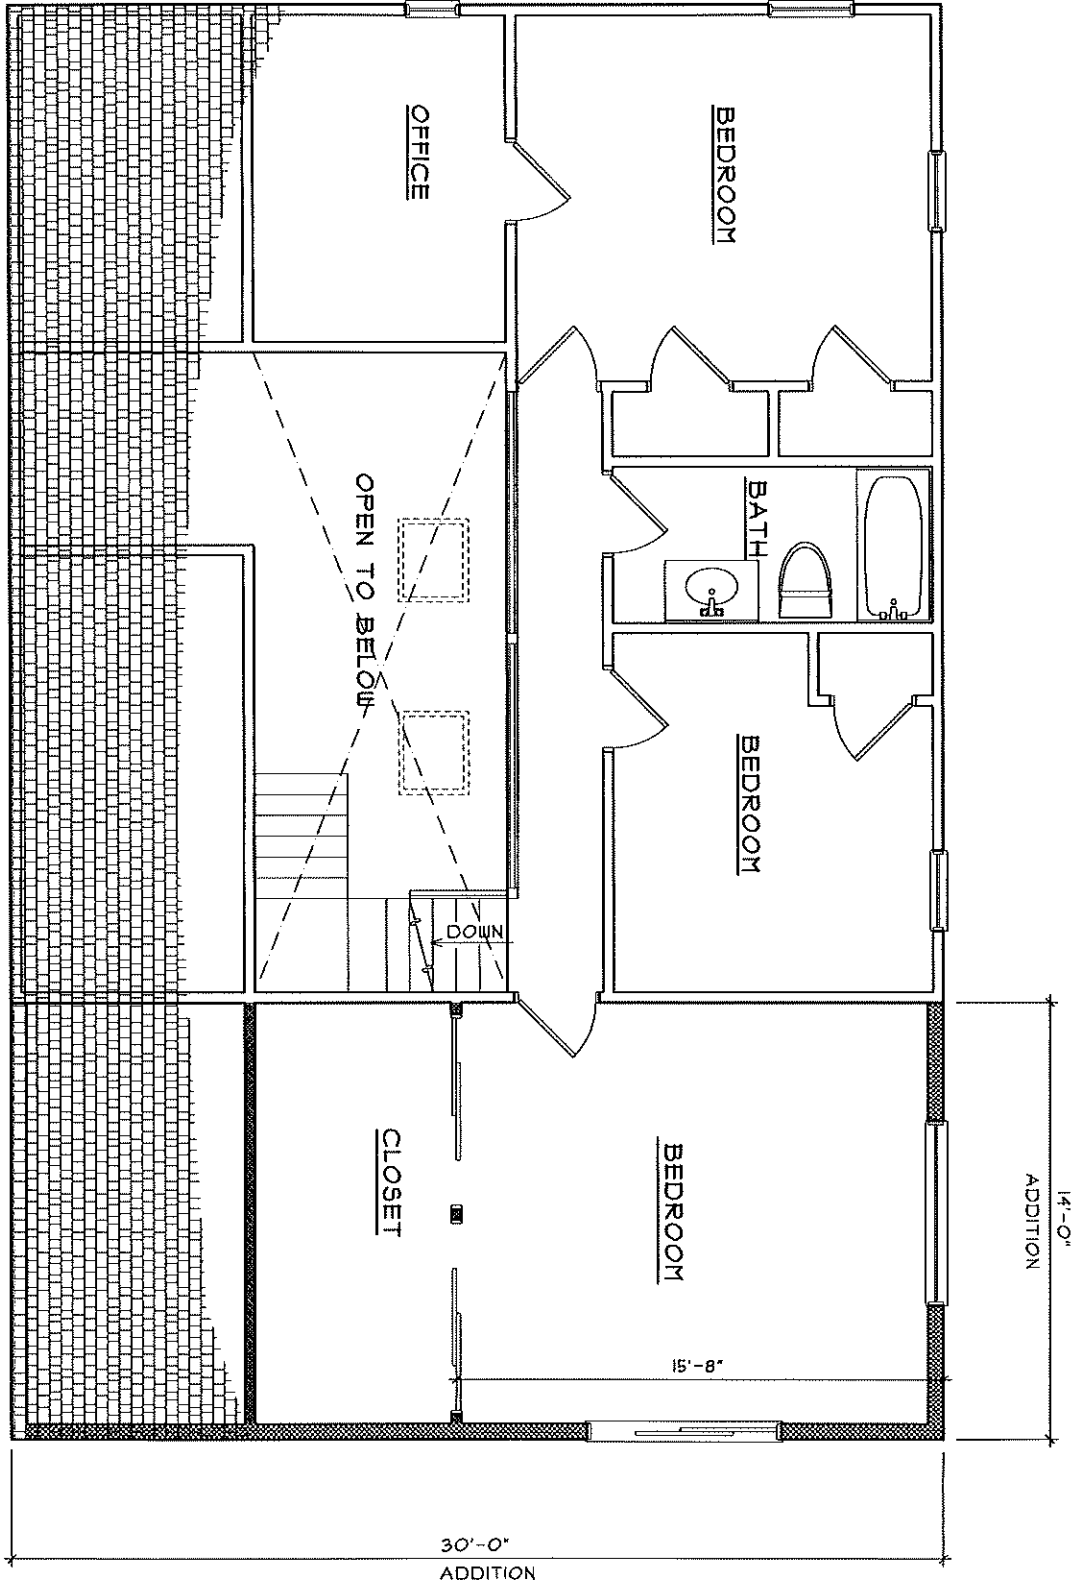 OFFICE
BEDROOM
OPEN TO BELOW
BATH
BEDROOM
DOWN
CLOSET
BEDROOM
15'-8"
14'-0"
ADDITION
30'-0"
ADDITION